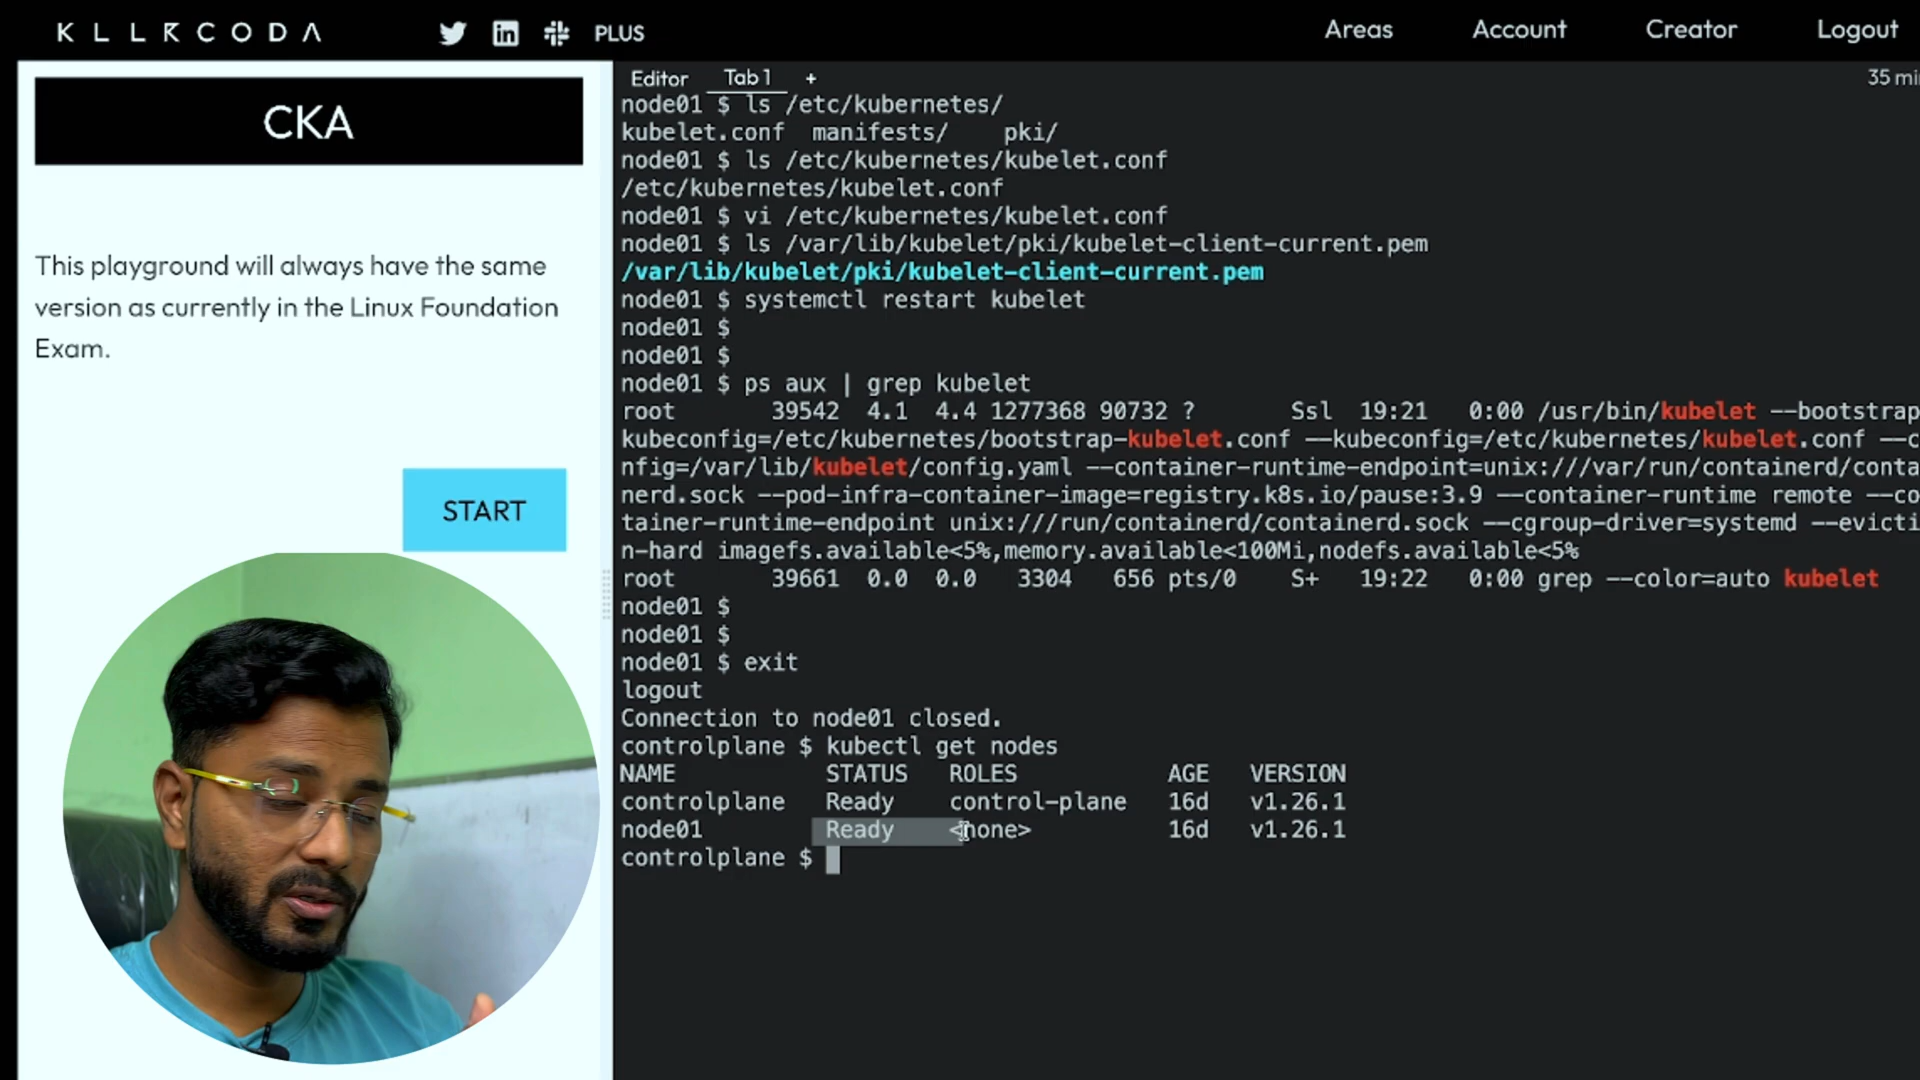 KLLRCODA
PLUS
Areas
Account
Creator
Logout
CKA
This playground will always have the same
version as currently in the Linux Foundation
Exam.
START
Editor Tab 1 +
35 min
node01 $ ls /etc/kubernetes/
kubelet.conf manifests/ pki/
node01 $ ls /etc/kubernetes/kubelet.conf
/etc/kubernetes/kubelet.conf
node01 $ vi /etc/kubernetes/kubelet.conf
node01 $ ls /var/lib/kubelet/pki/kubelet-client-current.pem
/var/lib/kubelet/pki/kubelet-client-current.pem
node01 $ systemctl restart kubelet
node01 $
node01 $
node01 $ ps aux | grep kubelet
root 39542 4.1 4.4 1277368 90732 ? Ssl 19:21 0:00 /usr/bin/kubelet --bootstrap
kubeconfig=/etc/kubernetes/bootstrap-kubelet.conf --kubeconfig=/etc/kubernetes/kubelet.conf --c
nfig=/var/lib/kubelet/config.yaml --container-runtime-endpoint=unix:///var/run/containerd/conta
nerd.sock --pod-infra-container-image=registry.k8s.io/pause:3.9 --container-runtime remote --co
tainer-runtime-endpoint unix:///run/containerd/containerd.sock --cgroup-driver=systemd --evicti
n-hard imagefs.available<5%,memory.available<100Mi,nodefs.available<5%
root 39661 0.0 0.0 3304 656 pts/0 S+ 19:22 0:00 grep --color=auto kubelet
node01 $
node01 $
node01 $ exit
logout
Connection to node01 closed.
controlplane $ kubectl get nodes
NAME STATUS ROLES AGE VERSION
controlplane Ready control-plane 16d v1.26.1
node01 Ready <none> 16d v1.26.1
controlplane $